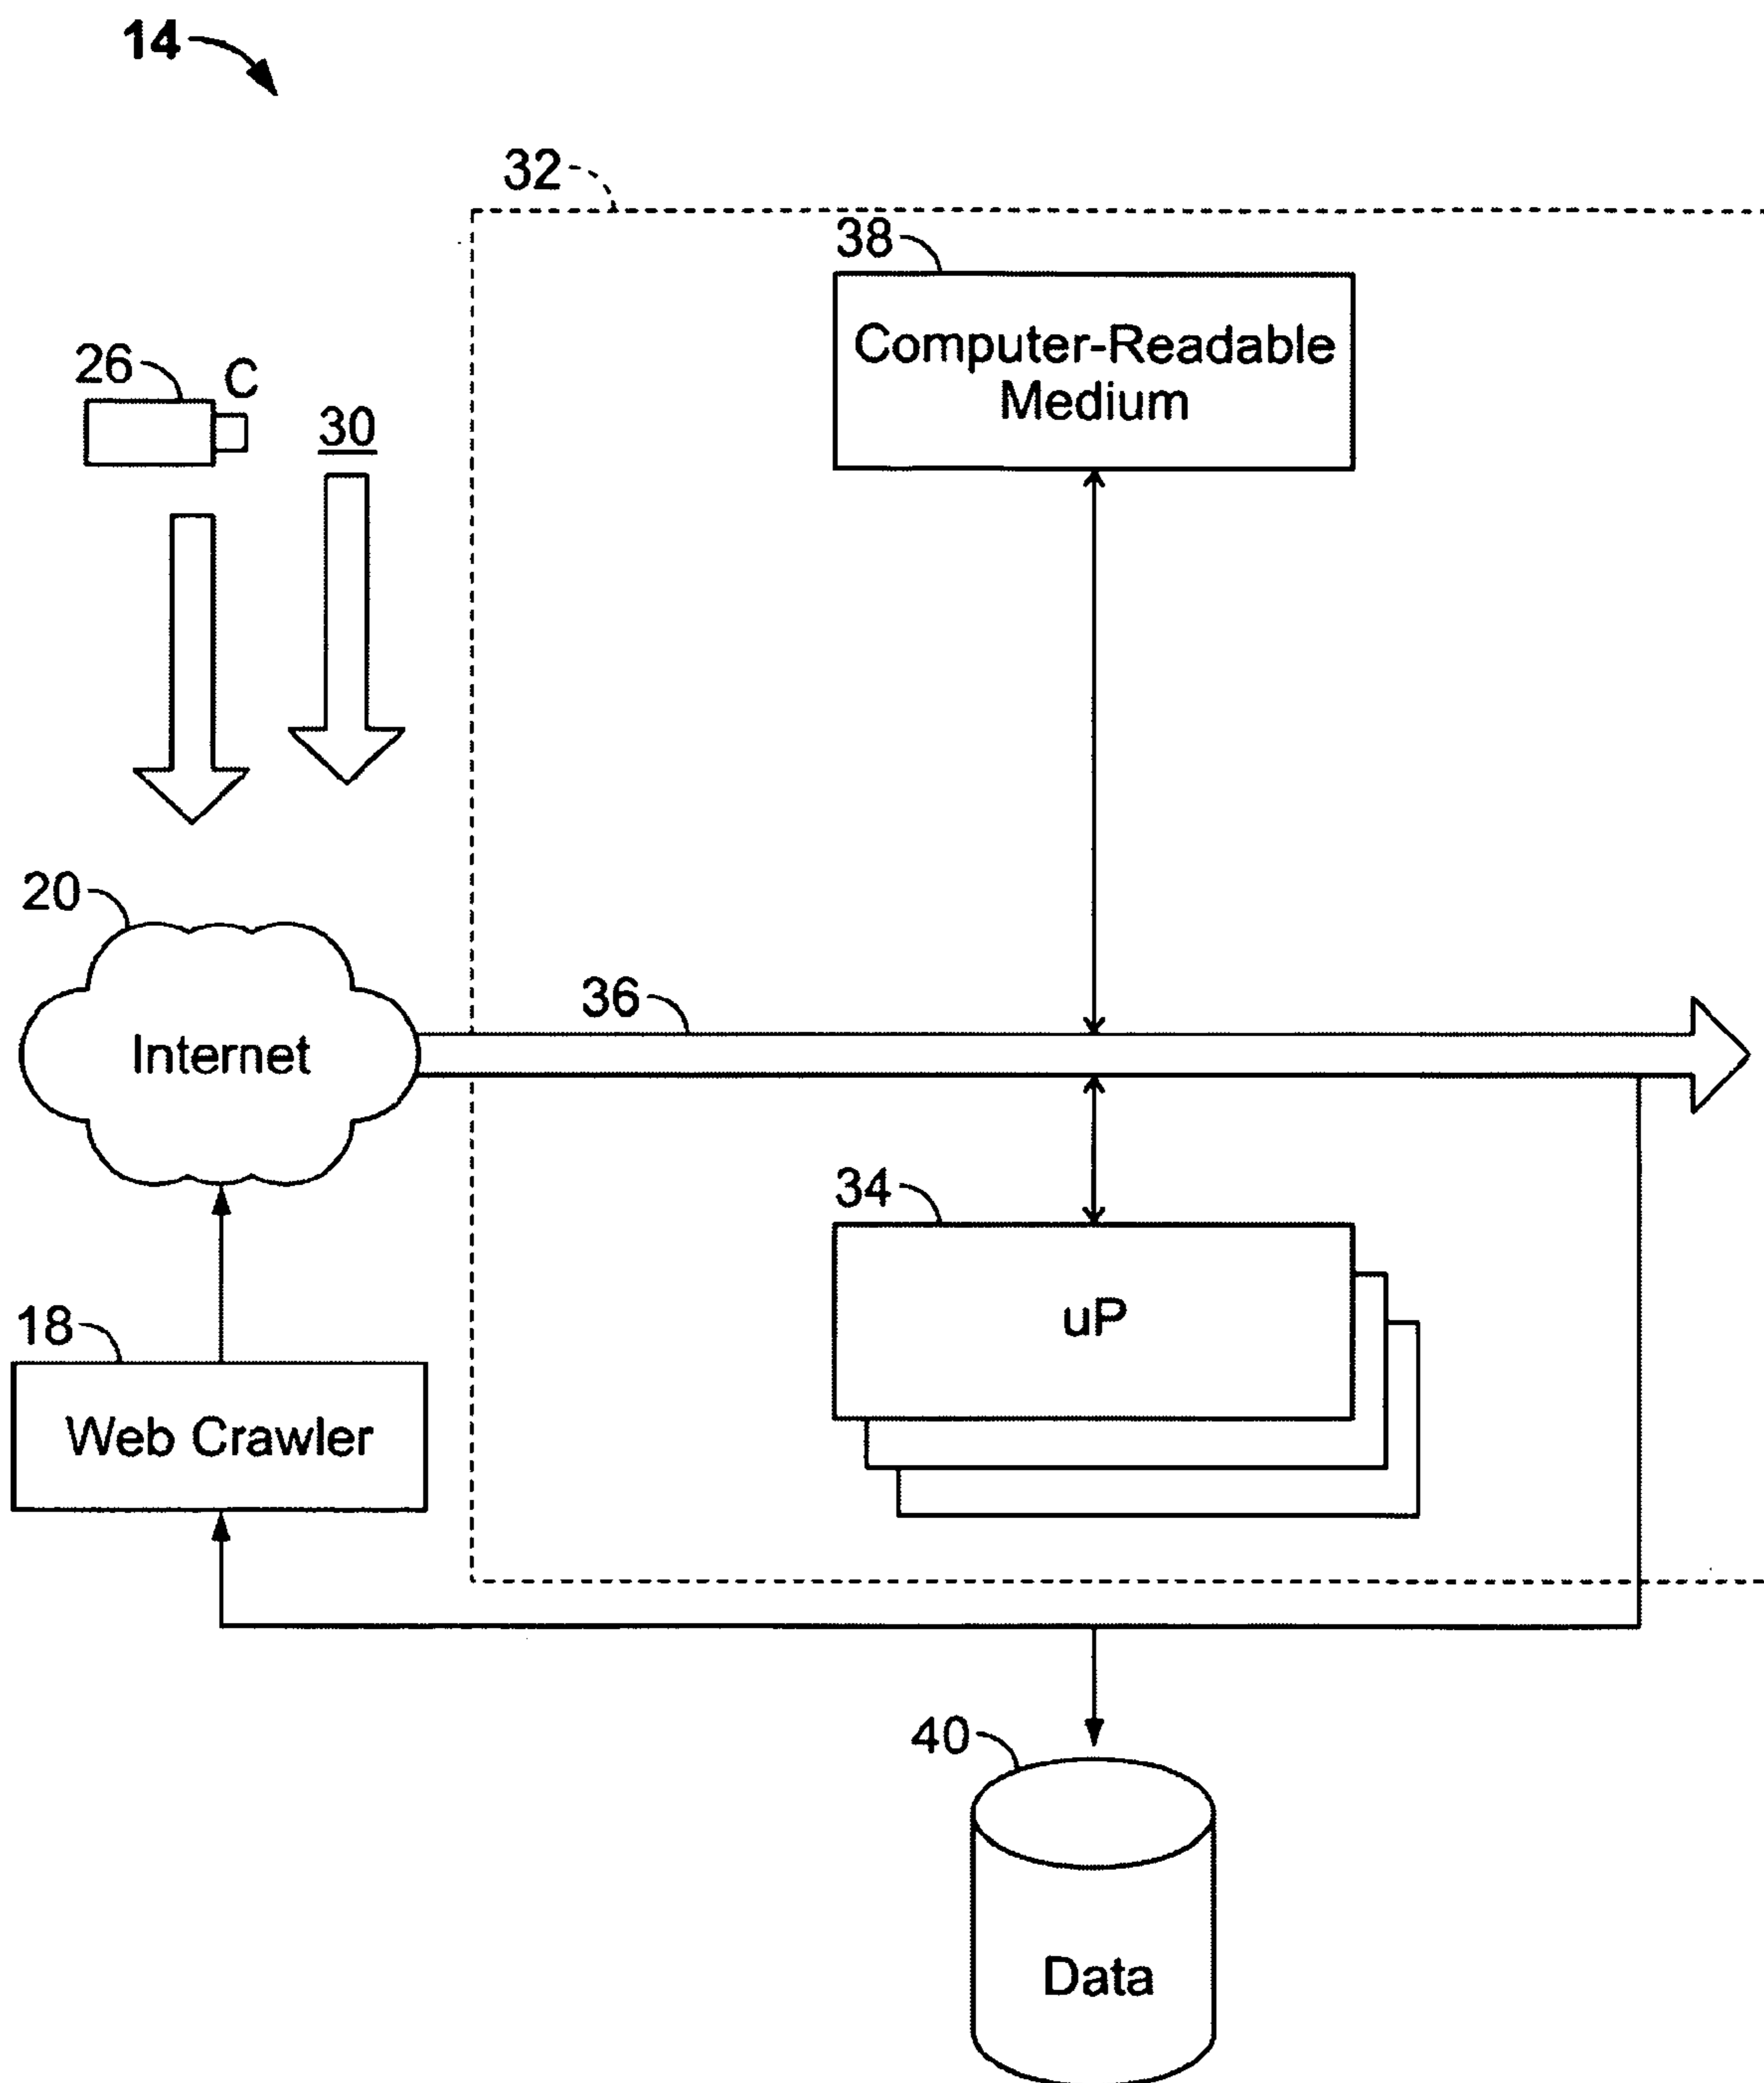 14
32
38
Computer-Readable
Medium
26
C
30
20
Internet
36
34
uP
18
Web Crawler
40
Data